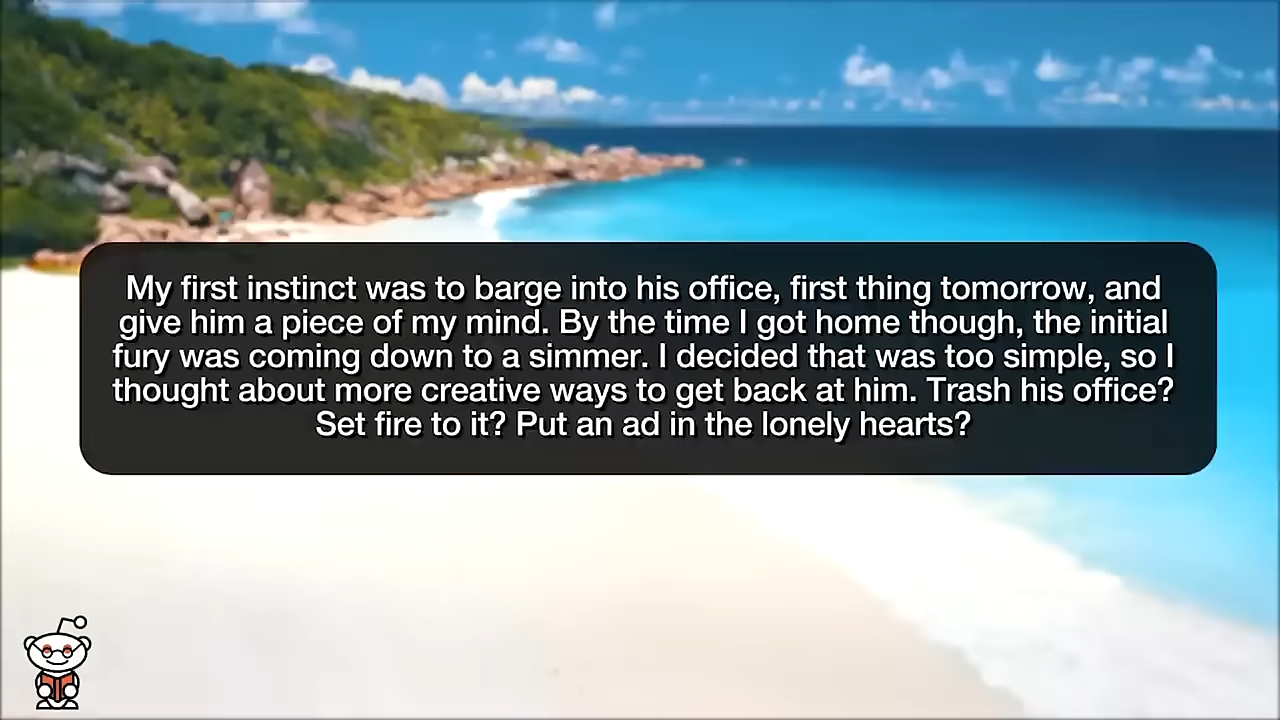 My first instinct was to barge into his office, first thing tomorrow, and
give him a piece of my mind. By the time I got home though, the initial
fury was coming down to a simmer. I decided that was too simple, so I
thought about more creative ways to get back at him. Trash his office?
Set fire to it? Put an ad in the lonely hearts?